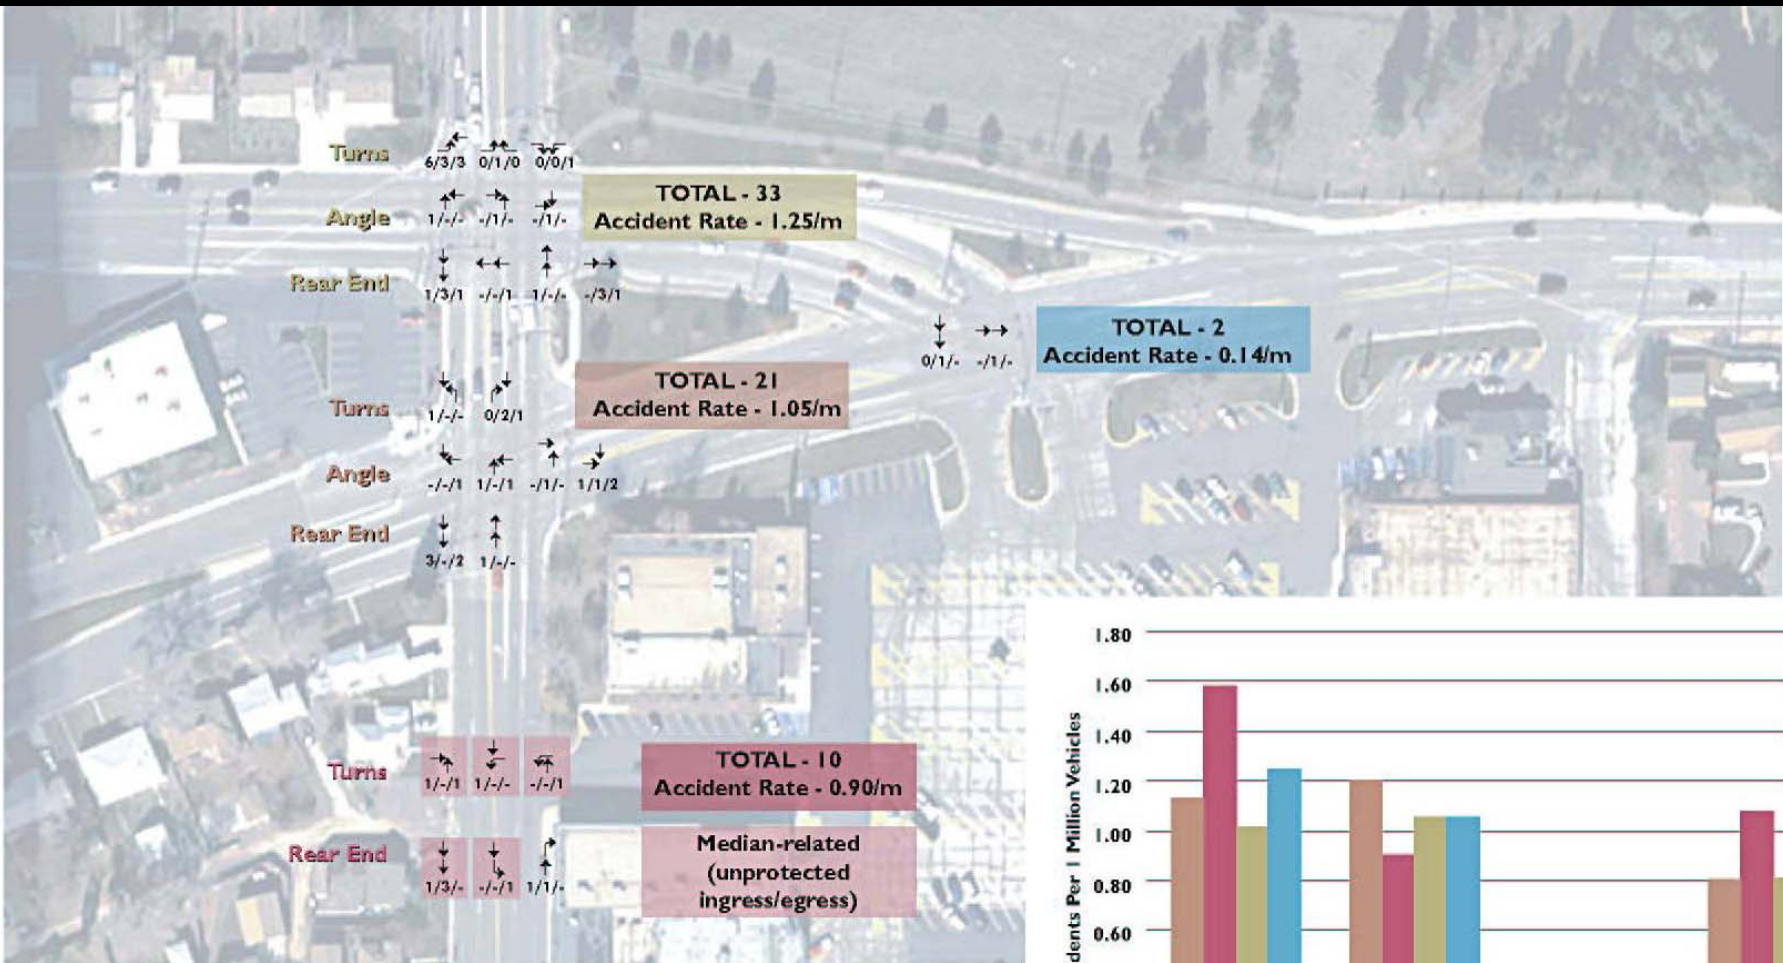 Turns
6/3/3 0/1/0 0/0/1
Angle
1/-/- -/1/- -/1/-
TOTAL - 33
Accident Rate - 1.25/m
Rear End
1/3/1 -/-/1 1/-/- -/3/1
0/1/- -/1/-
TOTAL - 2
Accident Rate - 0.14/m
Turns
1/-/- 0/2/1
TOTAL - 21
Accident Rate - 1.05/m
Angle
-/-/1 1/-/1 -/1/- 1/1/2
Rear End
3/-/2 1/-/-
Turns
1/-/1 1/-/- -/-/1
TOTAL - 10
Accident Rate - 0.90/m
Rear End
1/3/- -/-/1 1/1/-
Median-related
(unprotected
ingress/egress)
1.80
1.60
1.40
1.20
1.00
0.80
0.60
dents Per 1 Million Vehicles